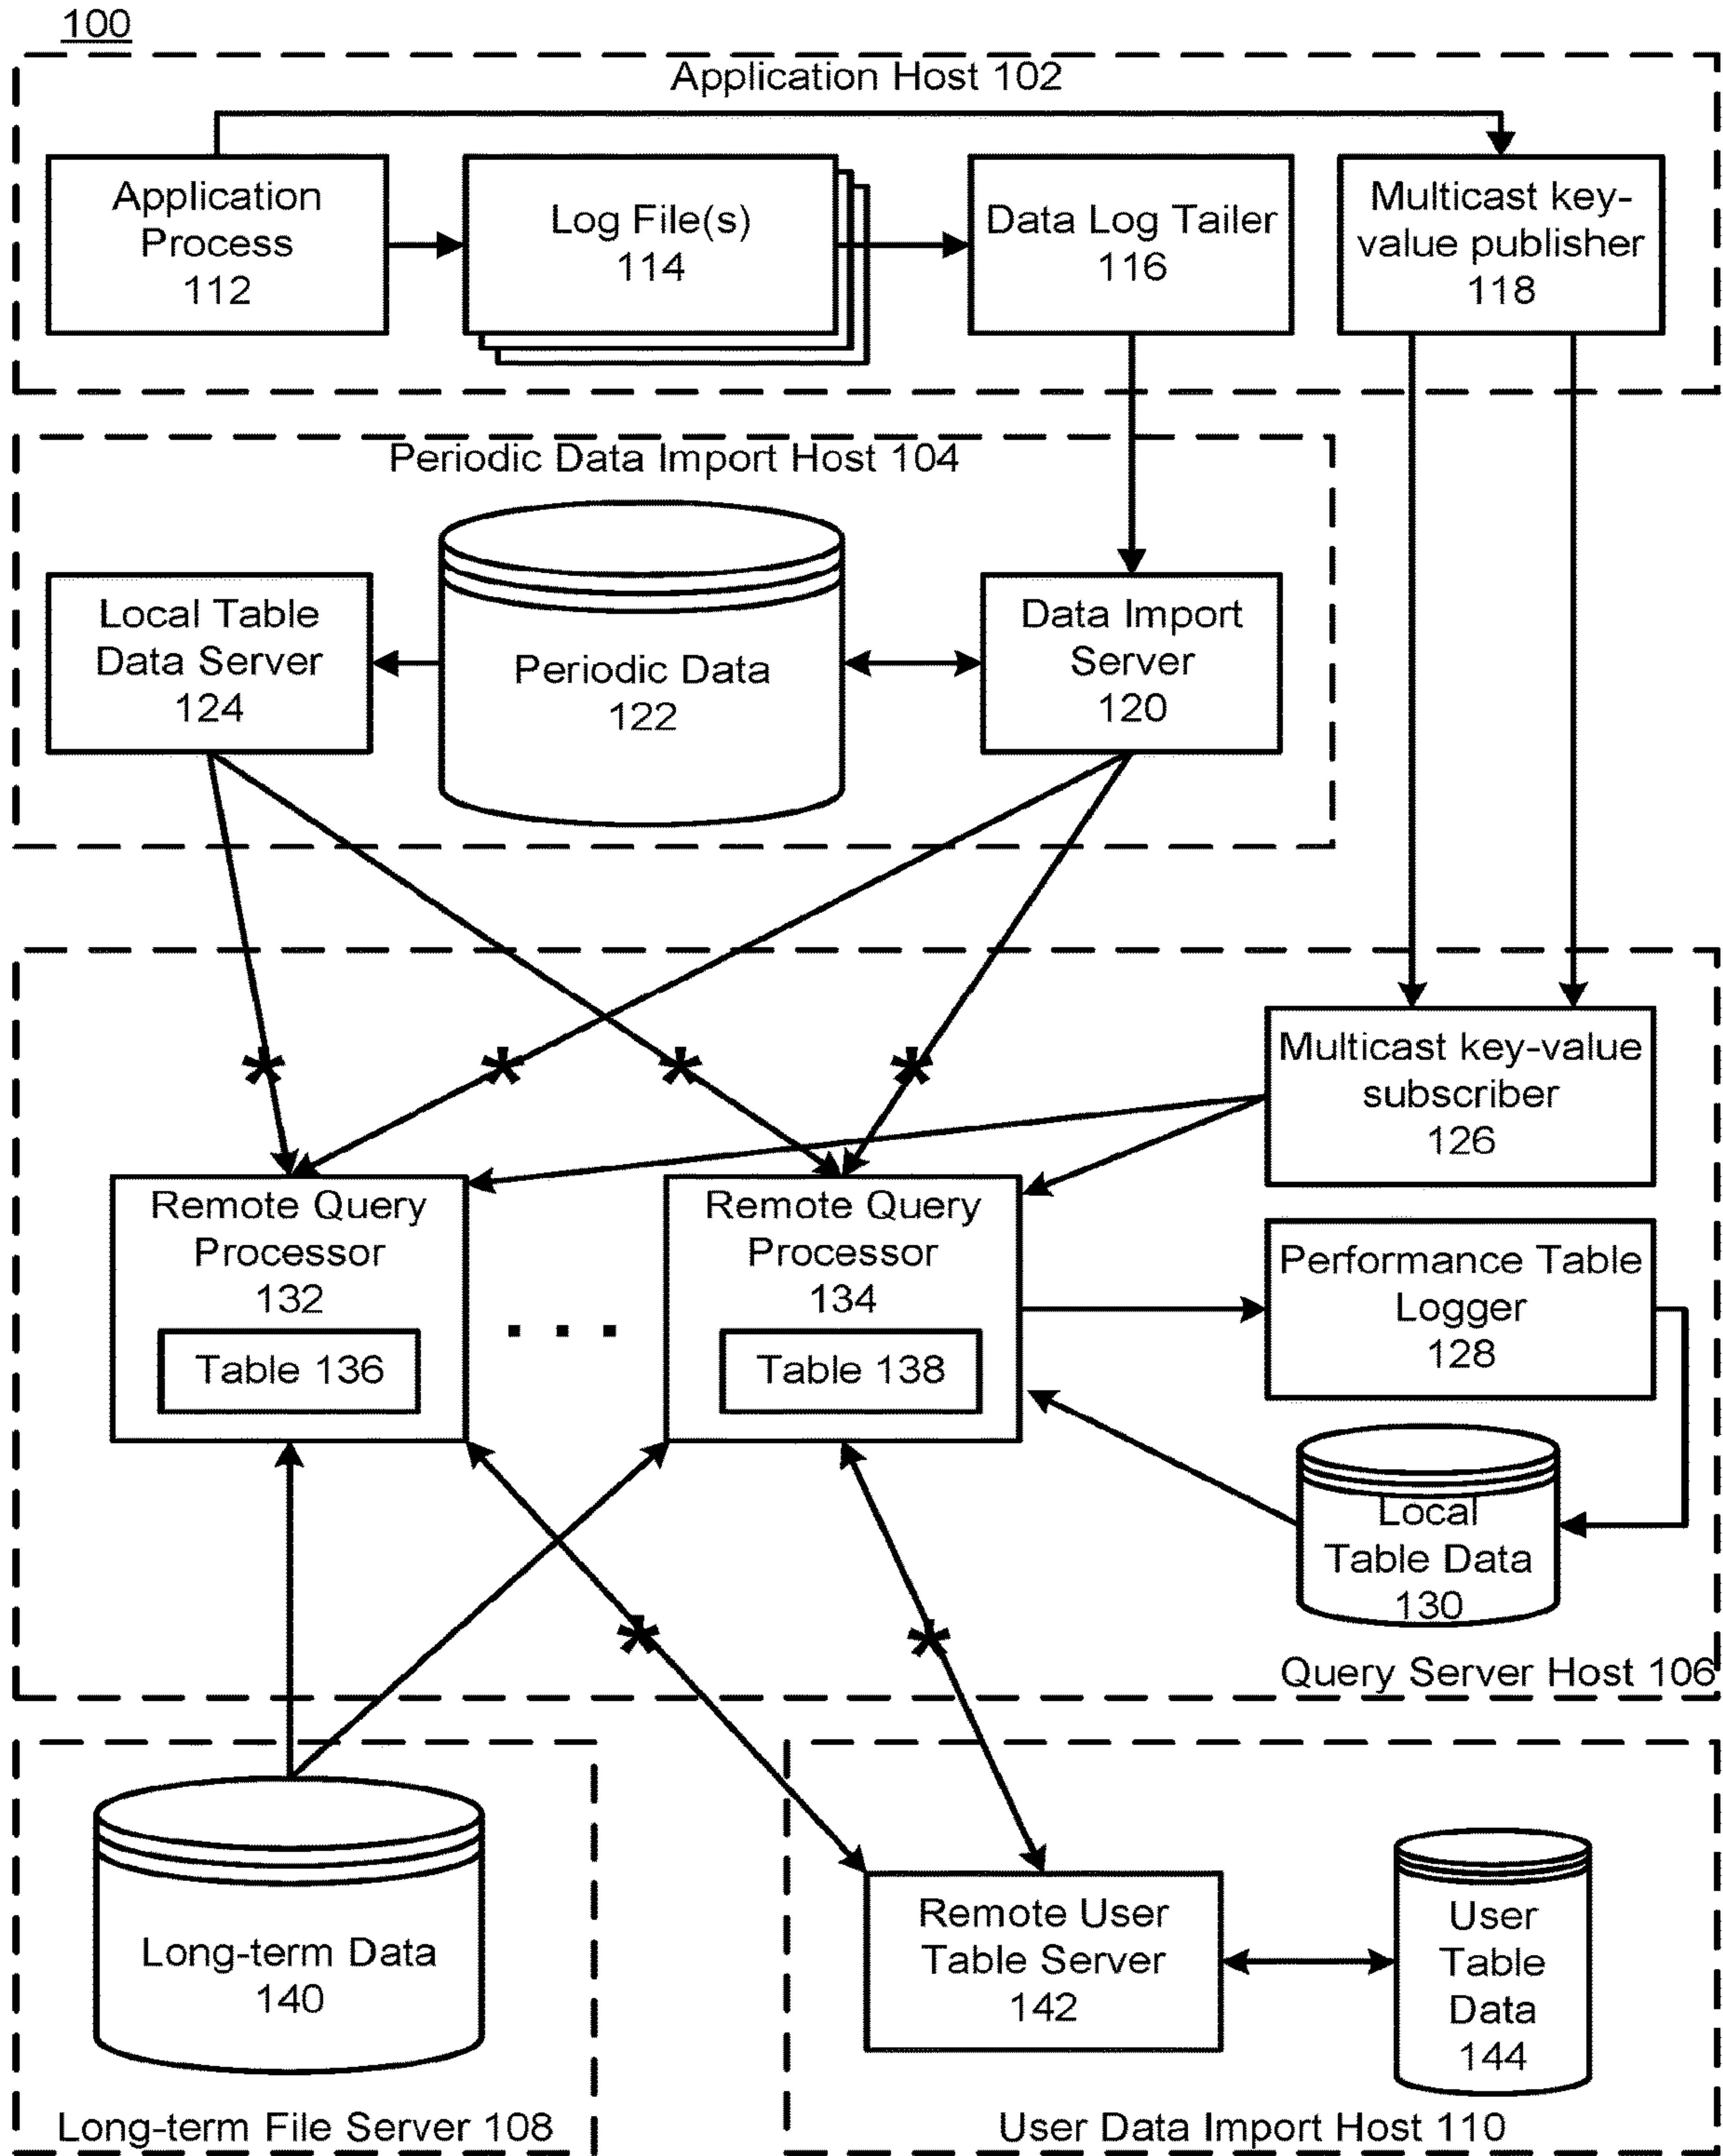 100
Application Host 102
Application
Process
112
Log File(s)
114
Data Log Tailer
116
Multicast key-
value publisher
118
Periodic Data Import Host 104
Local Table
Data Server
124
Periodic Data
122
Data Import
Server
120
* * * *
Multicast key-value
subscriber
126
Remote Query
Processor
132
Table 136
. . .
Remote Query
Processor
134
Table 138
Performance Table
Logger
128
Local
Table Data
130
* *
Query Server Host 106
Long-term Data
140
Long-term File Server 108
Remote User
Table Server
142
User
Table
Data
144
User Data Import Host 110